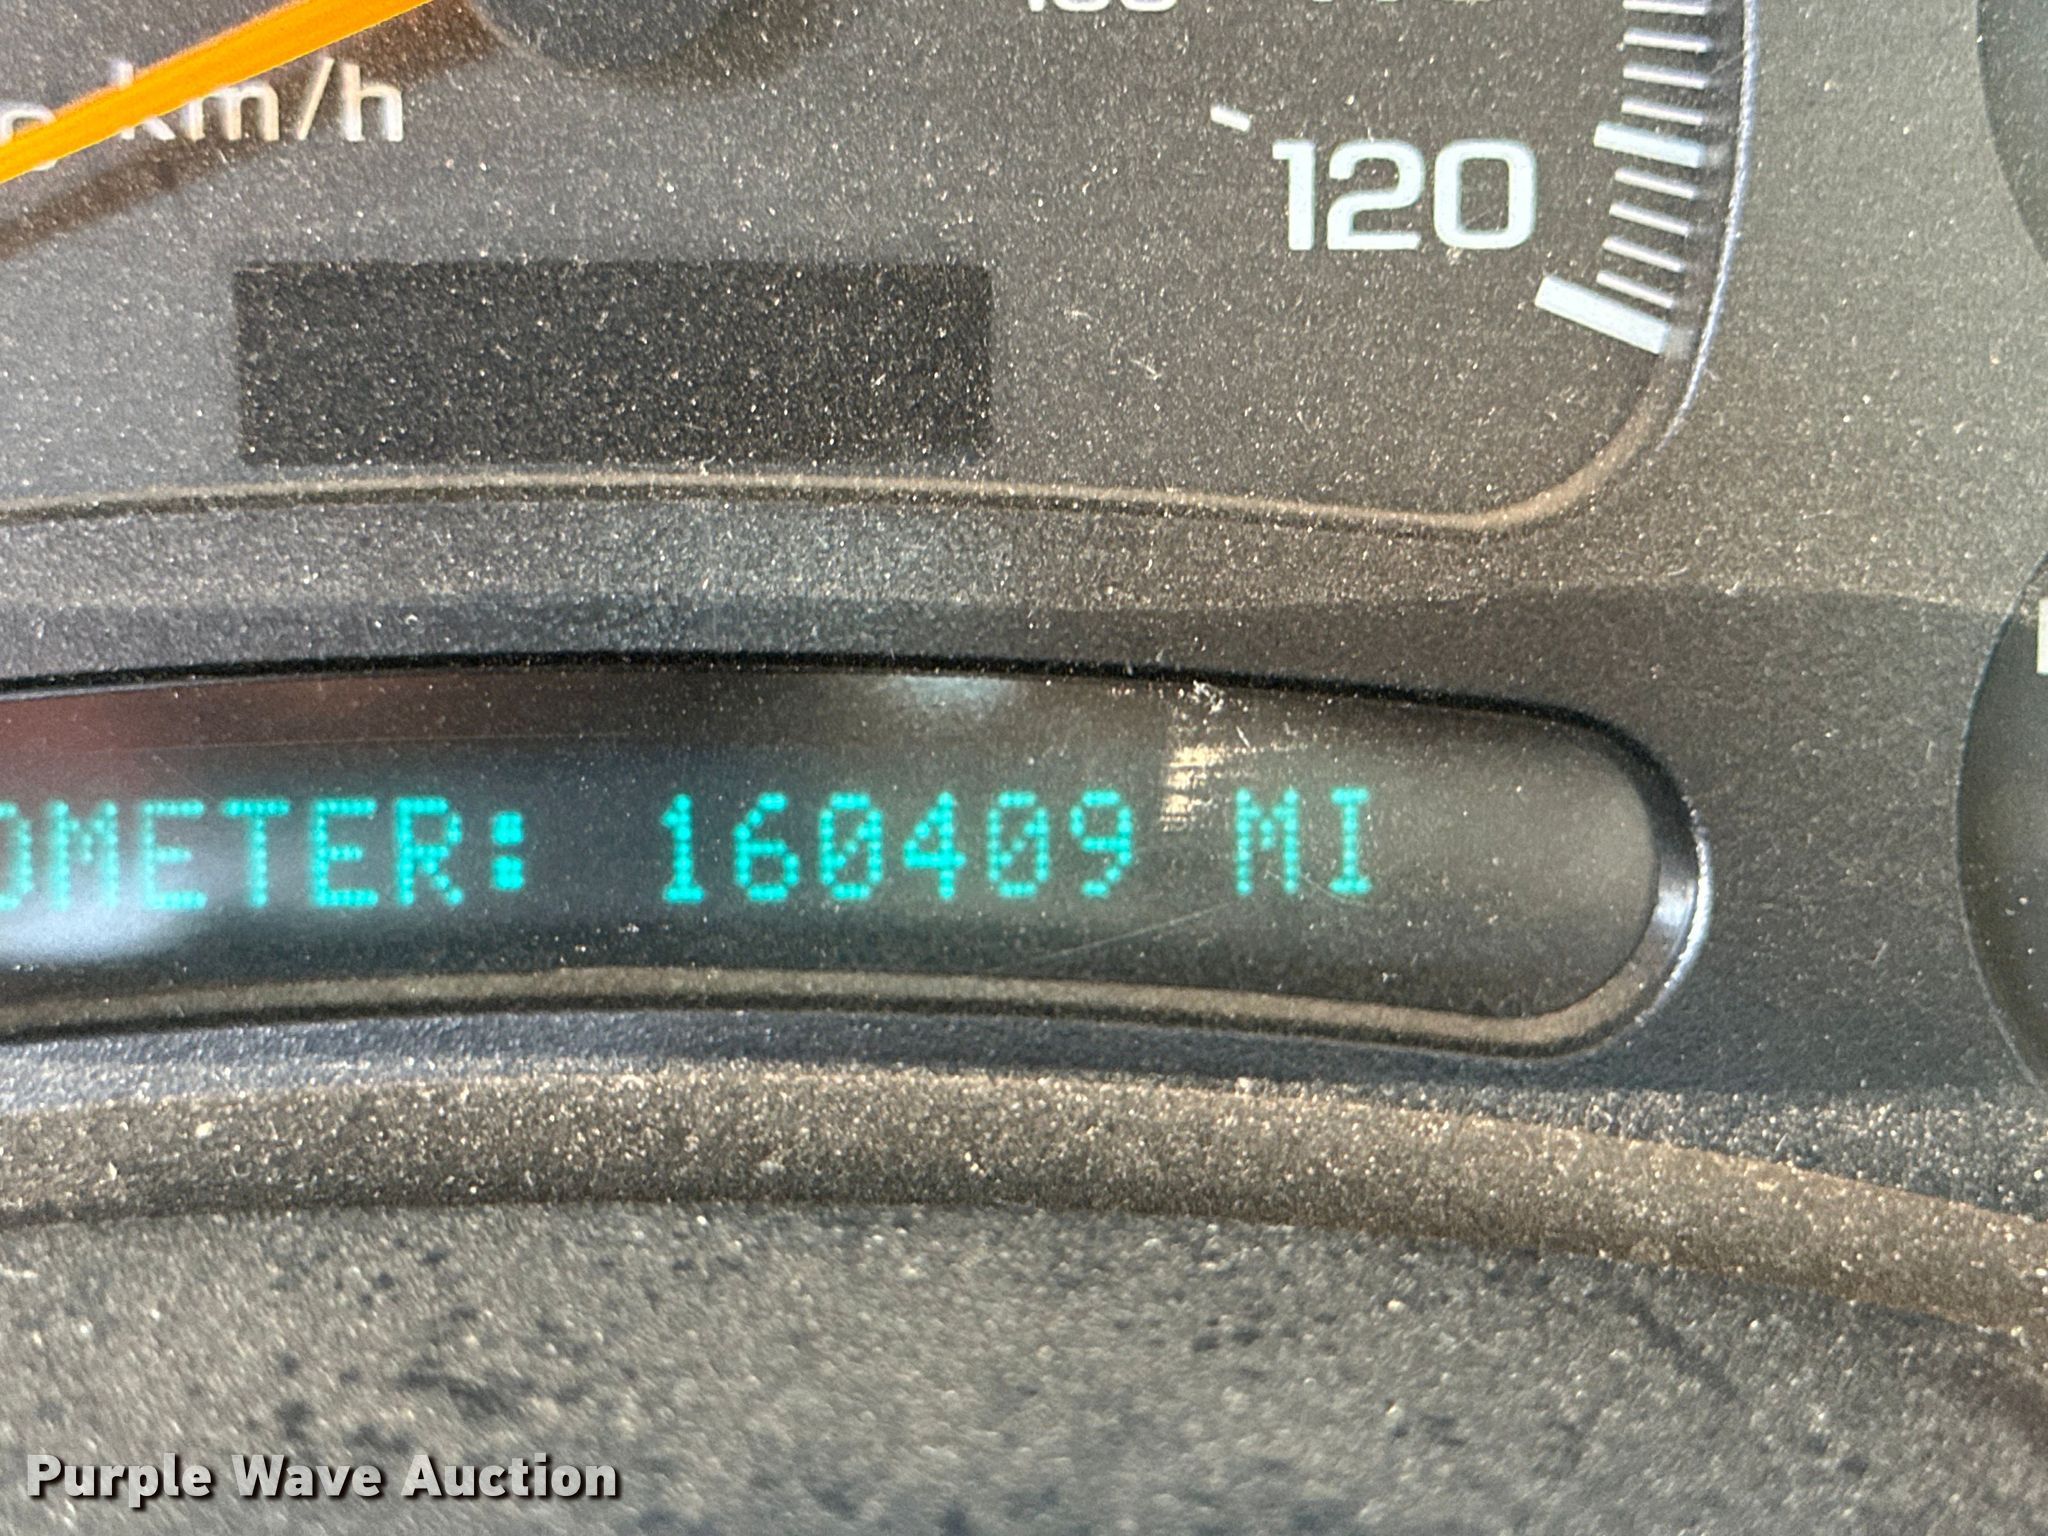 km/h
120
OMETER: 160409 MI
Purple Wave Auction